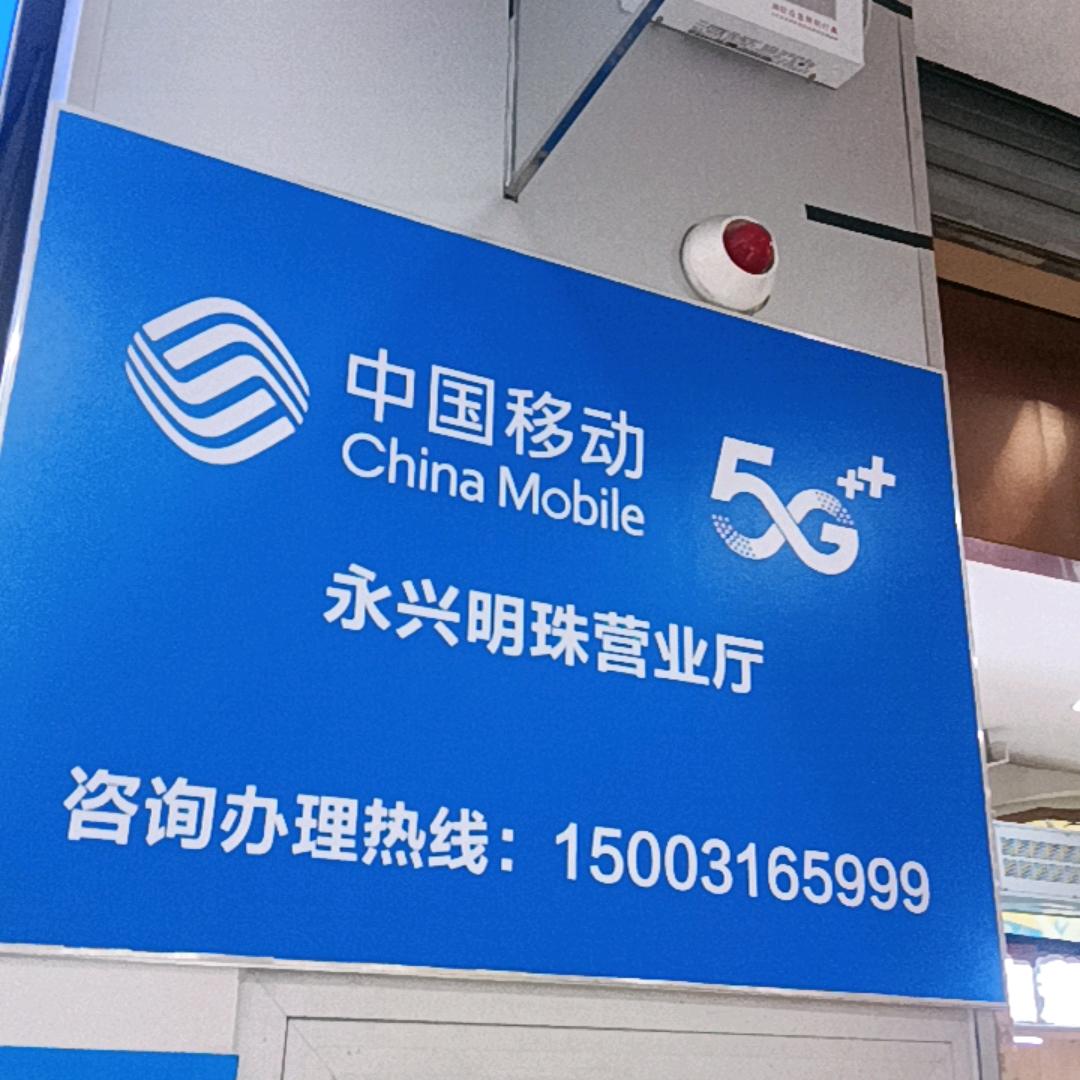 中国移动
China Mobile
5G++
永兴明珠营业厅
咨询办理热线：15003165999